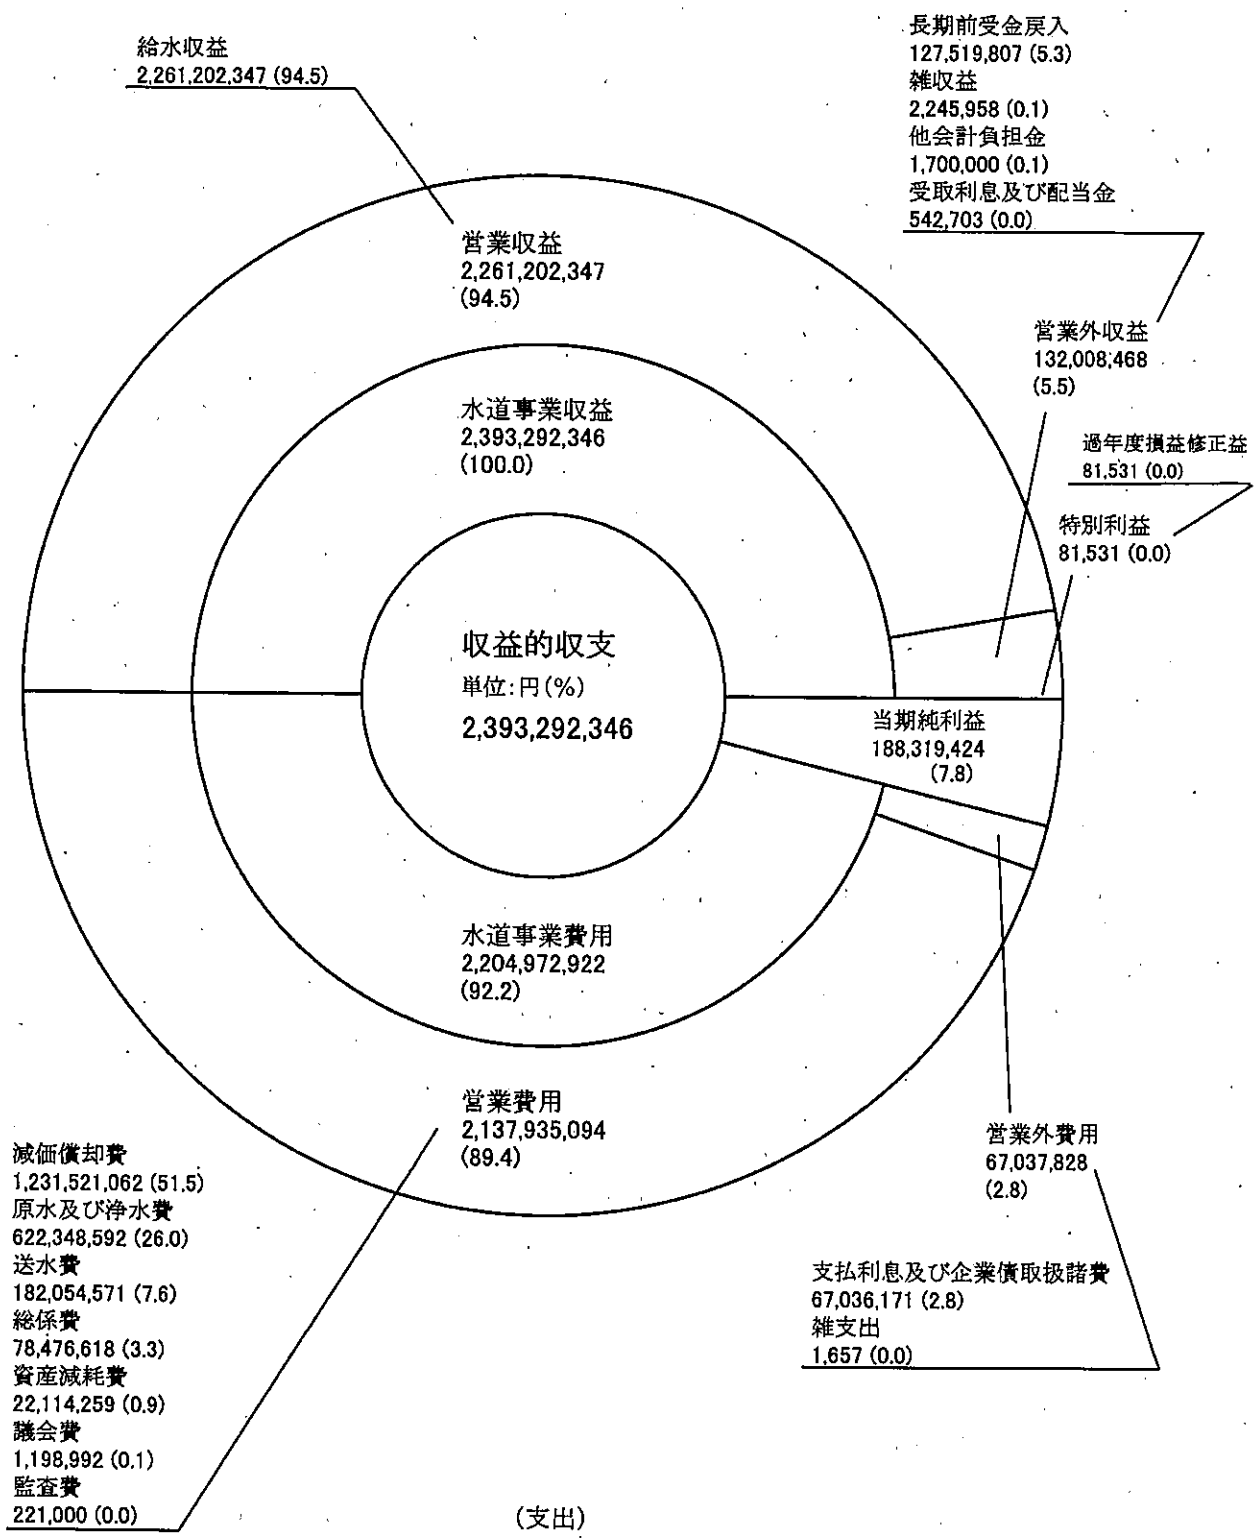 給水収益
2,261,202,347 (94.5)
長期前受金戻入
127,519,807 (5.3)
雑収益
2,245,958 (0.1)
他会計負担金
1,700,000 (0.1)
受取利息及び配当金
542,703 (0.0)
営業収益
2,261,202,347
(94.5)
営業外収益
132,008,468
(5.5)
水道事業収益
2,393,292,346
(100.0)
過年度損益修正益
81,531 (0.0)
特別利益
81,531 (0.0)
収益的収支
単位:円(%)
2,393,292,346
当期純利益
188,319,424
(7.8)
水道事業費用
2,204,972,922
(92.2)
営業費用
2,137,935,094
(89.4)
営業外費用
67,037,828
(2.8)
減価償却費
1,231,521,062 (51.5)
原水及び浄水費
622,348,592 (26.0)
送水費
182,054,571 (7.6)
総係費
78,476,618 (3.3)
資産減耗費
22,114,259 (0.9)
議会費
1,198,992 (0.1)
監査費
221,000 (0.0)
支払利息及び企業債取扱諸費
67,036,171 (2.8)
雑支出
1,657 (0.0)
(支出)